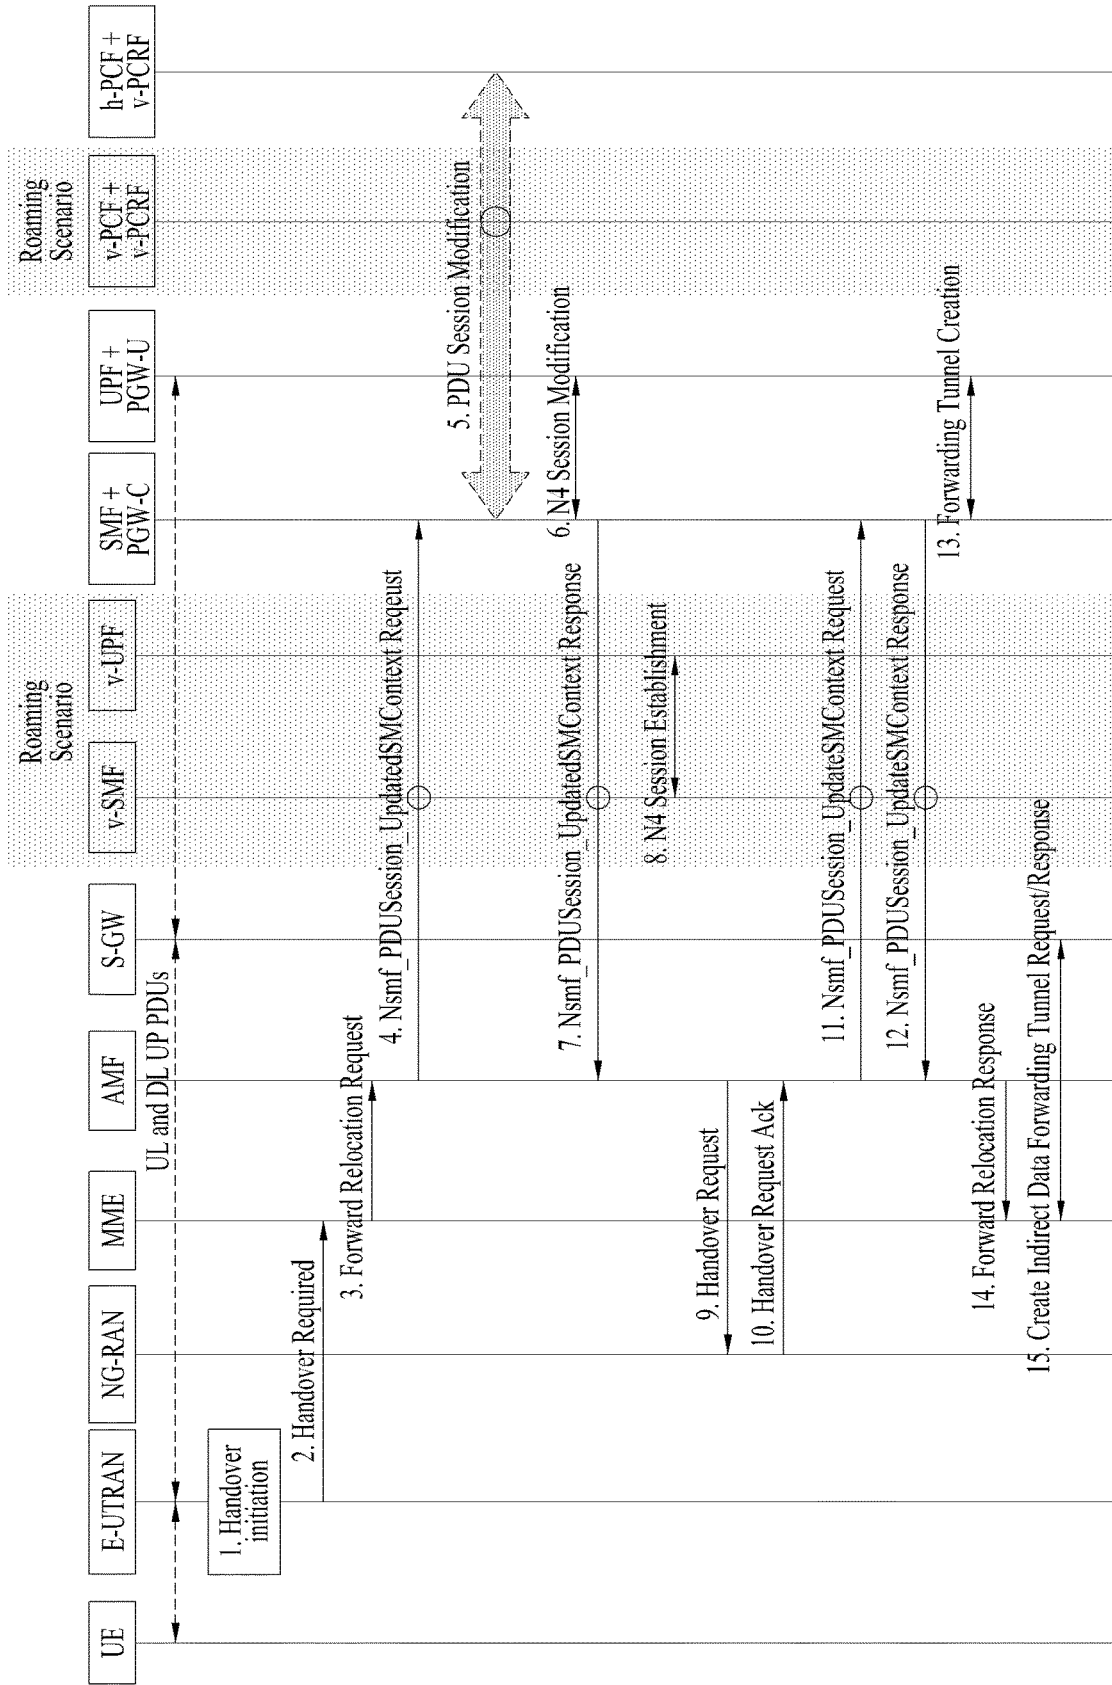 Roaming
Scenario
Roaming
Scenario
UE
E-UTRAN
NG-RAN
MME
AMF
S-GW
v-SMF
v-UPF
SMF +
PGW-C
UPF +
PGW-U
v-PCF +
v-PCRF
h-PCF +
v-PCRF
UL and DL UP PDUs
1. Handover
initiation
2. Handover Required
3. Forward Relocation Request
4. Nsmf_PDUSession_UpdatedSMContext Reqeust
5. PDU Session Modification
6. N4 Session Modification
7. Nsmf_PDUSession_UpdatedSMContext Response
8. N4 Session Establishment
9. Handover Request
10. Handover Request Ack
11. Nsmf_PDUSession_UpdateSMContext Request
12. Nsmf_PDUSession_UpdateSMContext Response
13. Forwarding Tunnel Creation
14. Forward Relocation Response
15. Create Indirect Data Forwarding Tunnel Request/Response